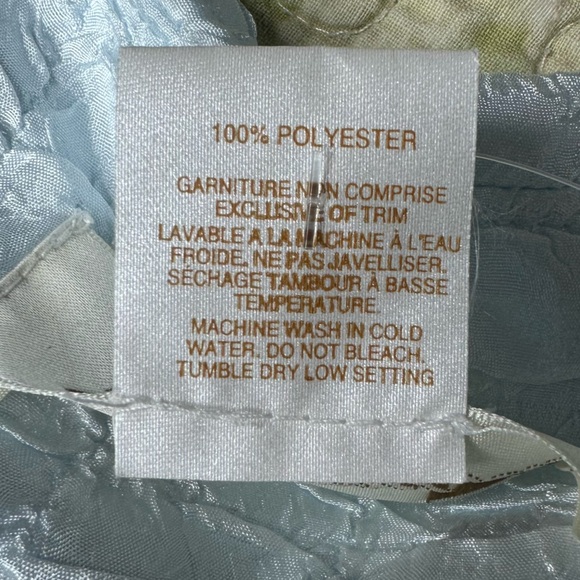 100% POLYESTER
GARNITURE NON COMPRISE
EXCLUSIVE OF TRIM
LAVABLE A LA MACHINE À L'EAU
FROIDE. NE PAS JAVELLISER.
SÉCHAGE TAMBOUR À BASSE
TEMPÉRATURE.
MACHINE WASH IN COLD
WATER. DO NOT BLEACH.
TUMBLE DRY LOW SETTING